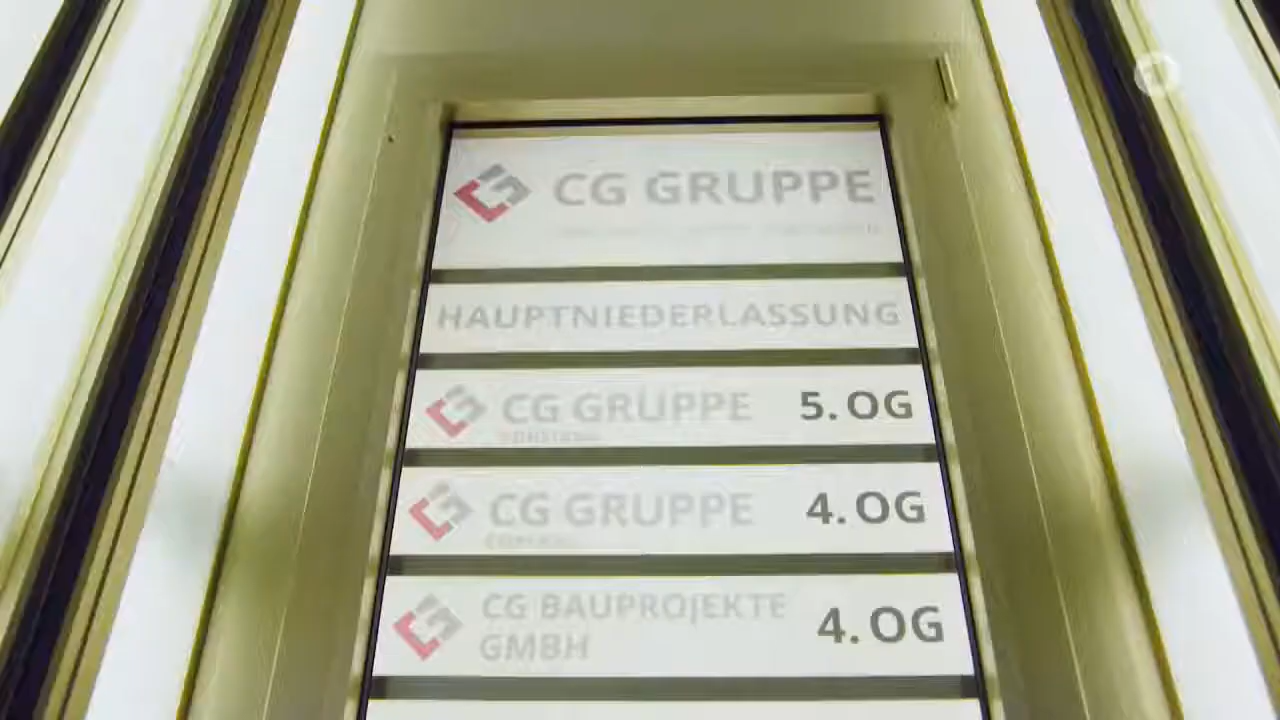 CG GRUPPE
HAUPTNIEDERLASSUNG
CG GRUPPE 5. OG
CG GRUPPE 4. OG
CG BAUPROJEKTE
GMBH 4. OG